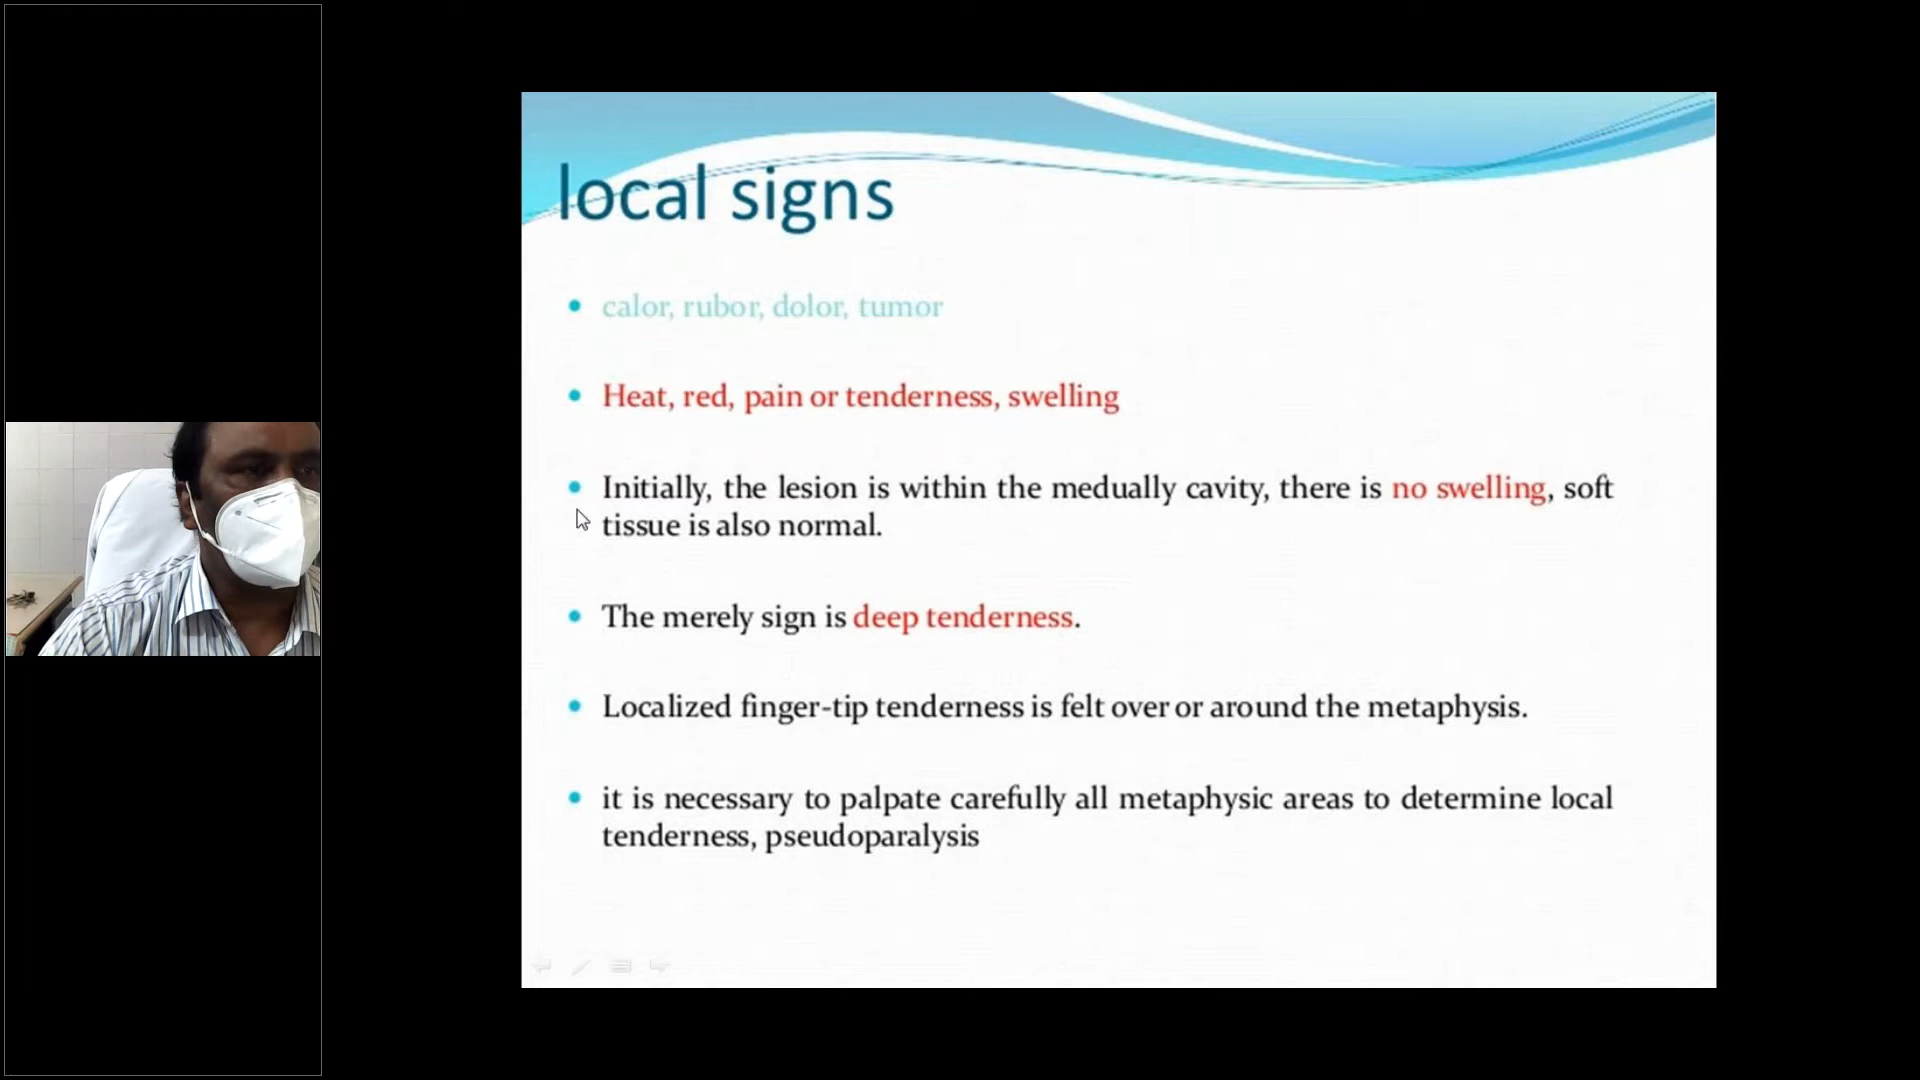 local signs
calor, rubor, dolor, tumor
Heat, red, pain or tenderness, swelling
Initially, the lesion is within the medually cavity, there is no swelling, soft
tissue is also normal.
The merely sign is deep tenderness.
Localized finger-tip tenderness is felt over or around the metaphysis.
it is necessary to palpate carefully all metaphysic areas to determine local
tenderness, pseudoparalysis